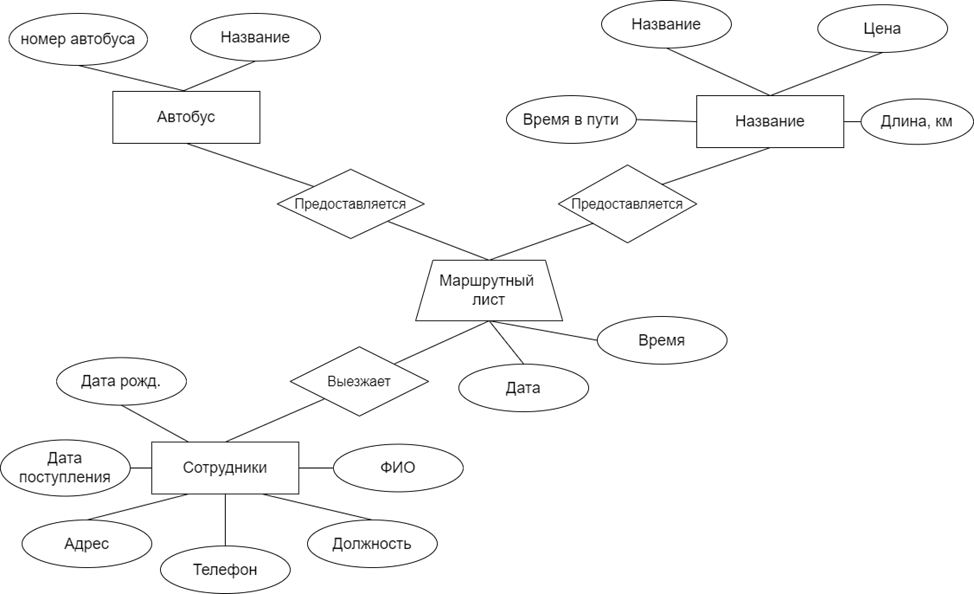 номер автобуса
Название
Название
Цена
Автобус
Время в пути
Название
Длина, км
Предоставляется
Предоставляется
Маршрутный
лист
Время
Дата рожд.
Выезжает
Дата
Дата
поступления
Сотрудники
ФИО
Адрес
Телефон
Должность